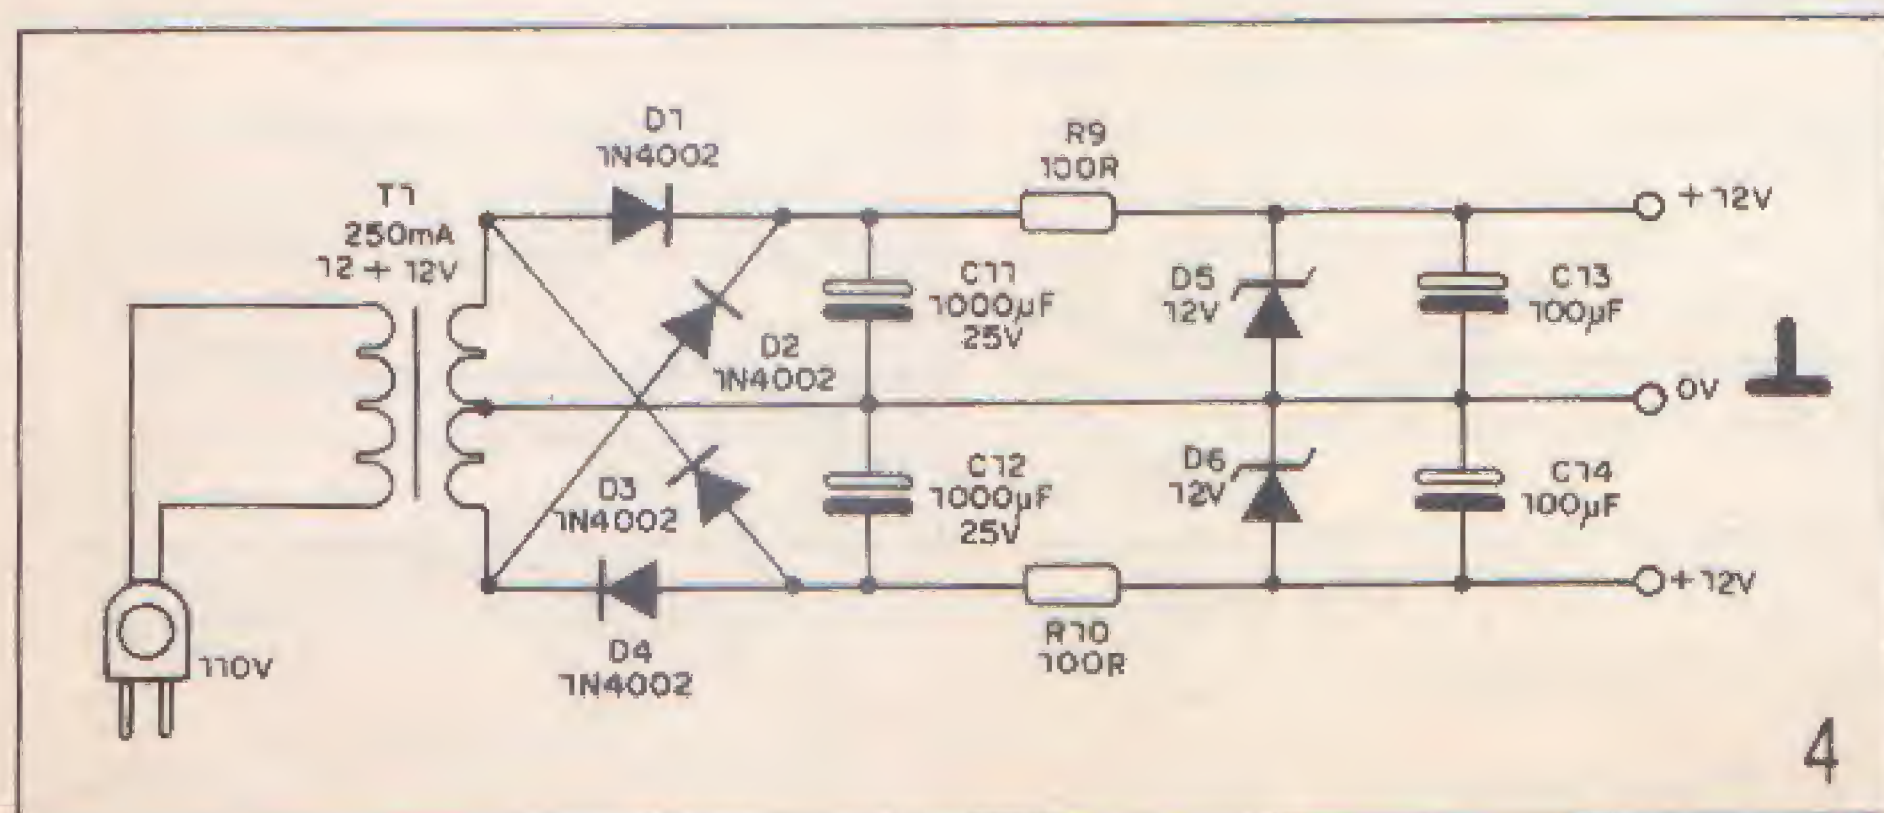 D1
1N4002
T1
250mA
12 + 12V
D2
1N4002
D3
1N4002
D4
1N4002
110V
C11
1000µF
25V
C12
1000µF
25V
R9
100R
R10
100R
D5
12V
D6
12V
C13
100µF
C14
100µF
+12V
0V
+12V
4